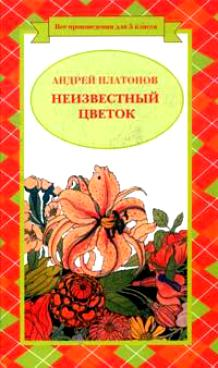 Все произведения для 5 класса
АНДРЕЙ ПЛАТОНОВ
НЕИЗВЕСТНЫЙ
ЦВЕТОК